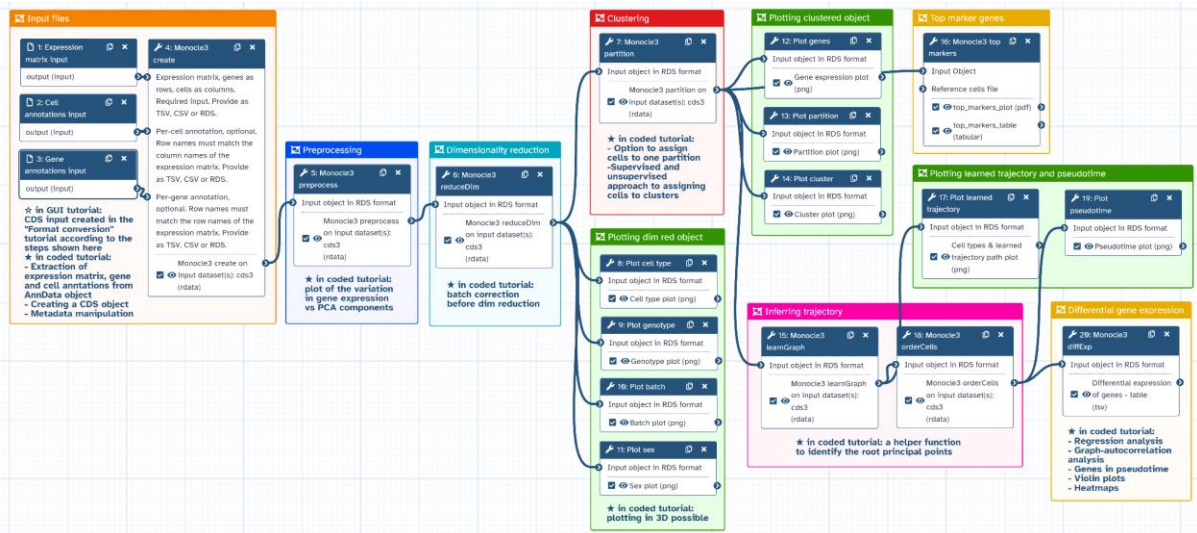 Input files
1: Expression
matrix input
output (input)
2: Cell
annotations input
output (input)
3: Gene
annotations input
output (input)
☆ in GUI tutorial:
CDS input created in the
"Format conversion"
tutorial according to the
steps shown here
★ in coded tutorial:
- Extraction of
expression matrix, gene
and cell anntations from
AnnData object
- Creating a CDS object
- Metadata manipulation
4: Monocle3
create
Expression matrix, genes as
rows, cells as columns.
Required input. Provide as
TSV, CSV or RDS.
Per-cell annotation, optional.
Row names must match the
column names of the
expression matrix. Provide
as TSV, CSV or RDS.
Per-gene annotation,
optional. Row names must
match the row names of the
expression matrix. Provide
as TSV, CSV or RDS.
Monocle3 create on
input dataset(s): cds3
(rdata)
Preprocessing
5: Monocle3
preprocess
Input object in RDS format
Monocle3 preprocess
on input dataset(s):
cds3
(rdata)
★ in coded tutorial:
plot of the variation
in gene expression
vs PCA components
Dimensionality reduction
6: Monocle3
reduceDim
Input object in RDS format
Monocle3 reduceDim
on input dataset(s):
cds3
(rdata)
★ in coded tutorial:
batch correction
before dim reduction
Clustering
7: Monocle3
partition
Input object in RDS format
Monocle3 partition on
input dataset(s): cds3
(rdata)
★ in coded tutorial:
- Option to assign
cells to one partition
-Supervised and
unsupervised
approach to assigning
cells to clusters
Plotting dim red object
8: Plot cell type
Input object in RDS format
Cell type plot (png)
9: Plot genotype
Input object in RDS format
Genotype plot (png)
10: Plot batch
Input object in RDS format
Batch plot (png)
11: Plot sex
Input object in RDS format
Sex plot (png)
★ in coded tutorial:
plotting in 3D possible
Plotting clustered object
12: Plot genes
Input object in RDS format
Gene expression plot
(png)
13: Plot partition
Input object in RDS format
Partition plot (png)
14: Plot cluster
Input object in RDS format
Cluster plot (png)
Top marker genes
16: Monocle3 top
markers
Input Object
Reference cells file
top_markers_plot (pdf)
top_markers_table
(tabular)
Plotting learned trajectory and pseudotime
17: Plot learned
trajectory
Input object in RDS format
Cell types & learned
trajectory path plot
(png)
19: Plot
pseudotime
Input object in RDS format
Pseudotime plot (png)
Inferring trajectory
15: Monocle3
learnGraph
Input object in RDS format
Monocle3 learnGraph
on input dataset(s):
cds3
(rdata)
18: Monocle3
orderCells
Input object in RDS format
Monocle3 orderCells
on input dataset(s):
cds3
(rdata)
★ in coded tutorial: a helper function
to identify the root principal points
Differential gene expression
20: Monocle3
diffExp
Input object in RDS format
Differential expression
of genes - table
(tsv)
★ in coded tutorial:
- Regression analysis
- Graph-autocorrelation
analysis
- Genes in pseudotime
- Violin plots
- Heatmaps